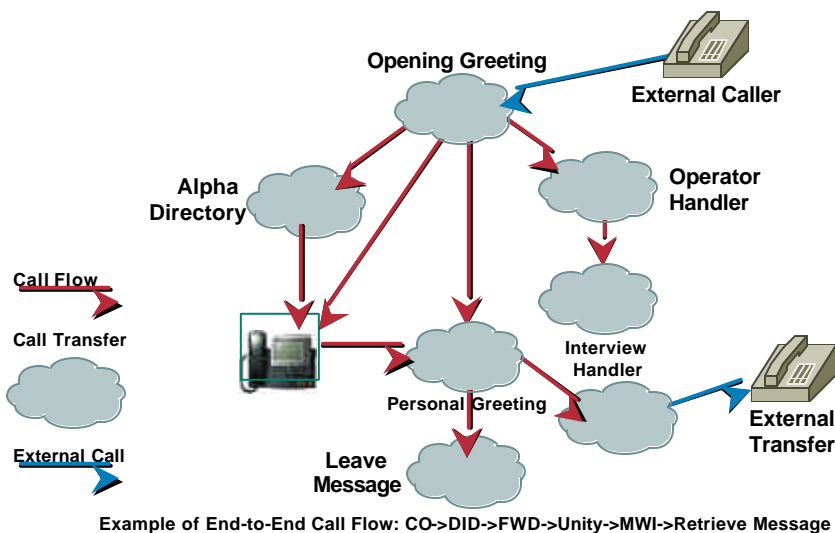 Opening Greeting
External Caller
Alpha
Directory
Operator
Handler
Call Flow
Call Transfer
Interview
Handler
Personal Greeting
External
Transfer
External Call
Leave
Message
Example of End-to-End Call Flow: CO->DID->FWD->Unity->MWI->Retrieve Message